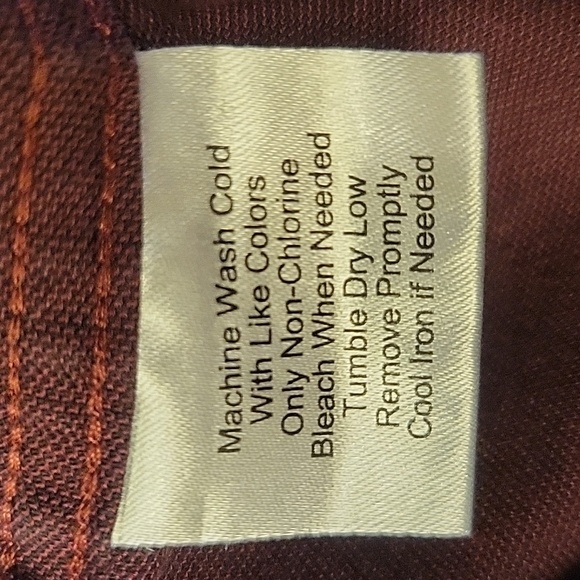 Machine Wash Cold
With Like Colors
Only Non-Chlorine
Bleach When Needed
Tumble Dry Low
Remove Promptly
Cool Iron if Needed